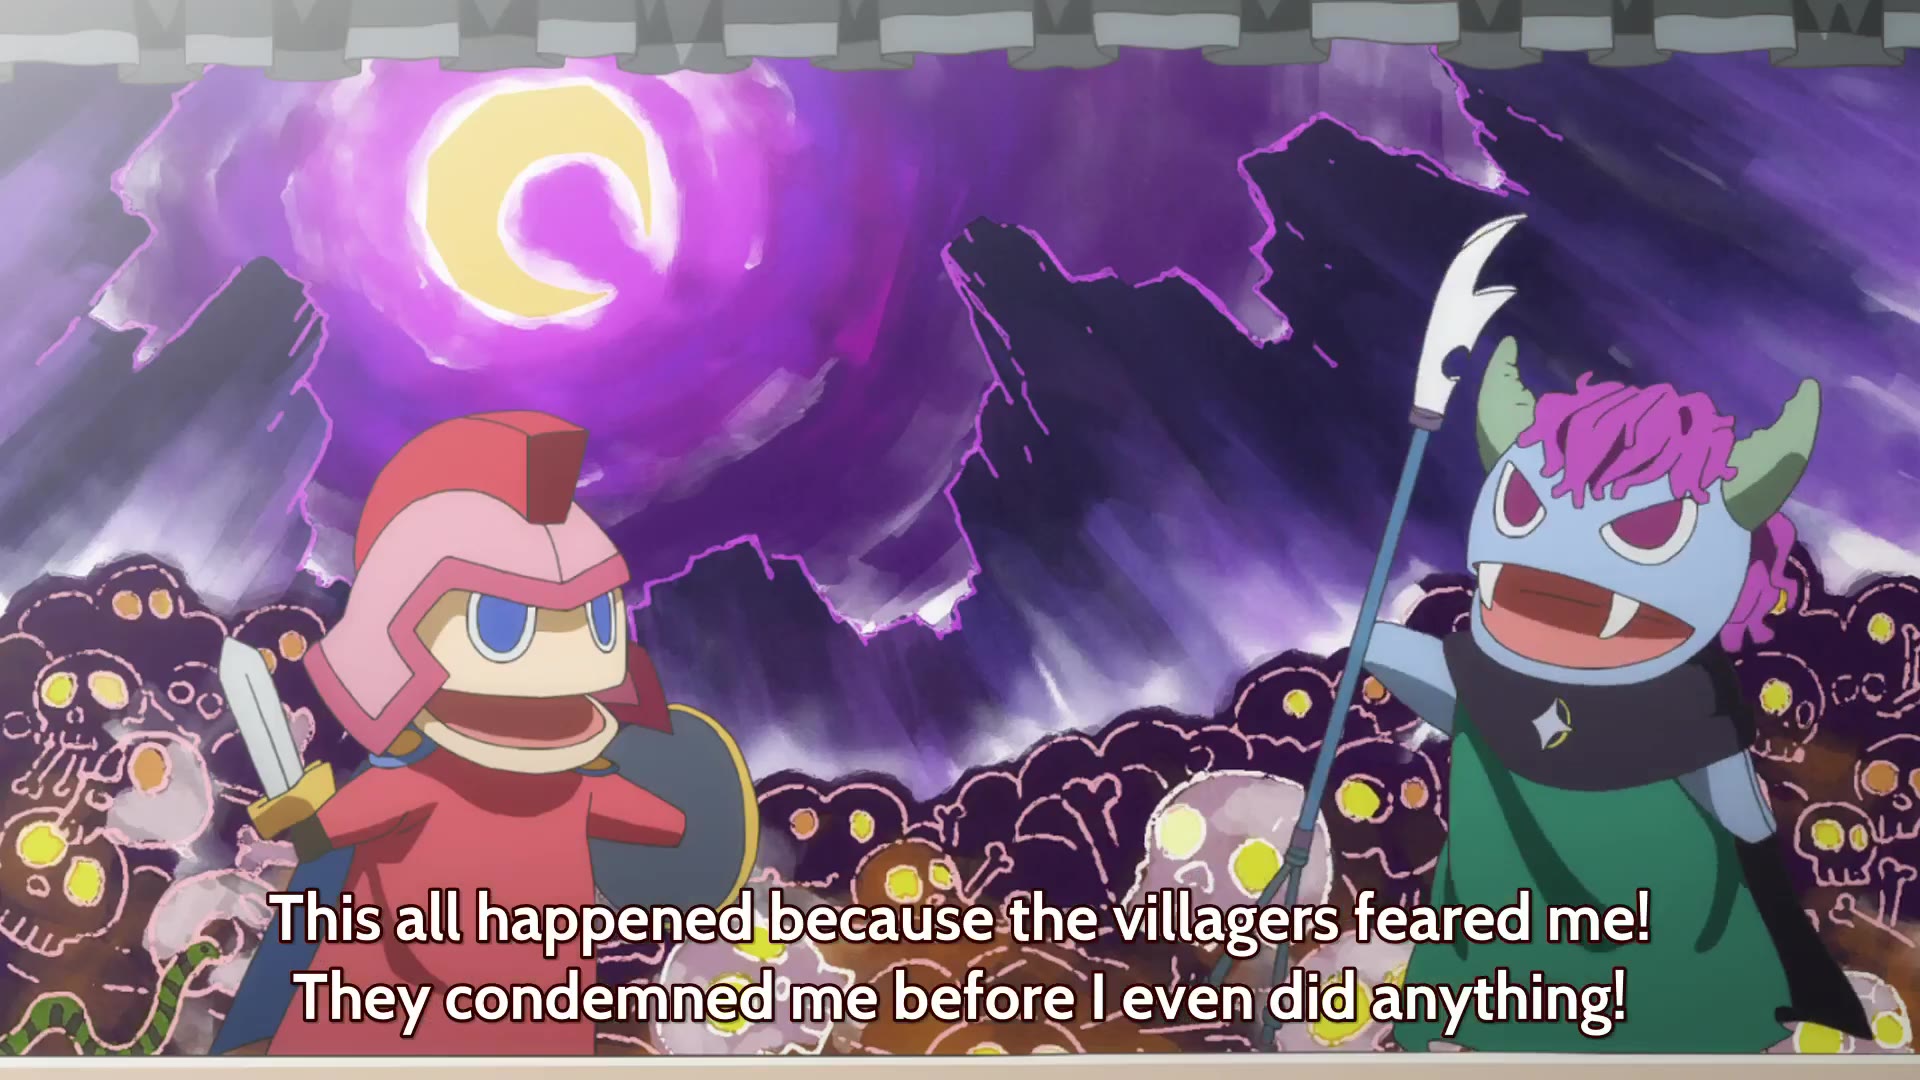 This all happened because the villagers feared me!
They condemned me before I even did anything!